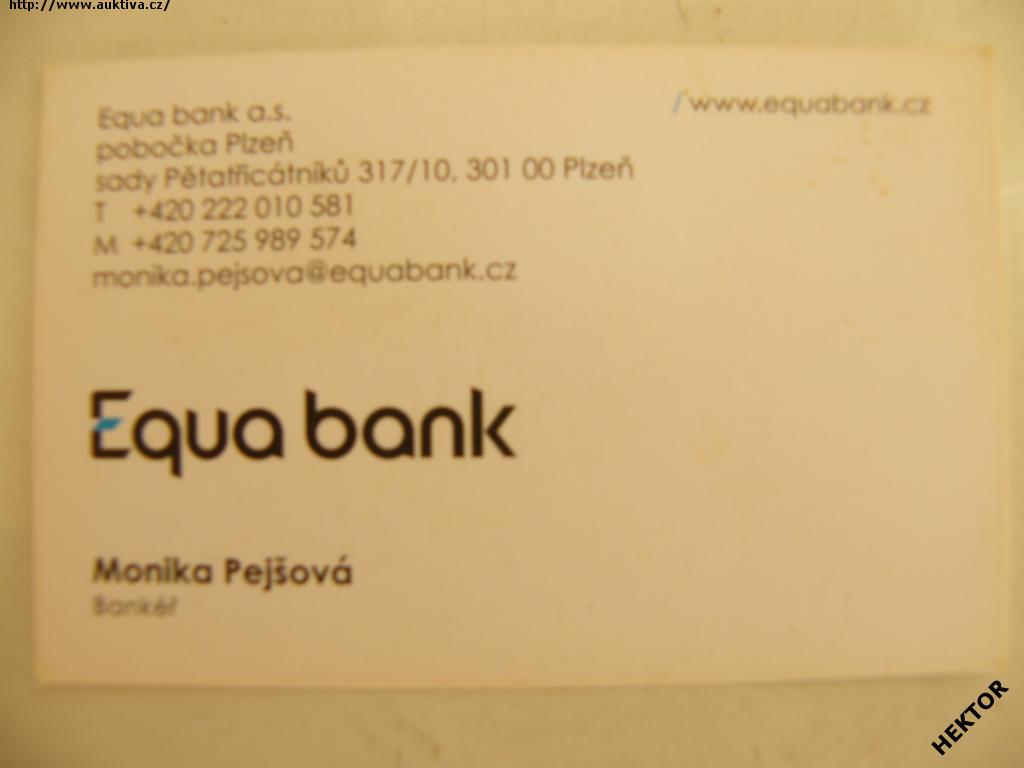 http://www.auktiva.cz/
Equa bank a.s.
pobočka Plzeň
sady Pětatřicátníků 317/10, 301 00 Plzeň
T +420 222 010 581
M +420 725 989 574
monika.pejsova@equabank.cz
/ www.equabank.cz
Equa bank
Monika Pejšová
Bankéř
HEKTOR